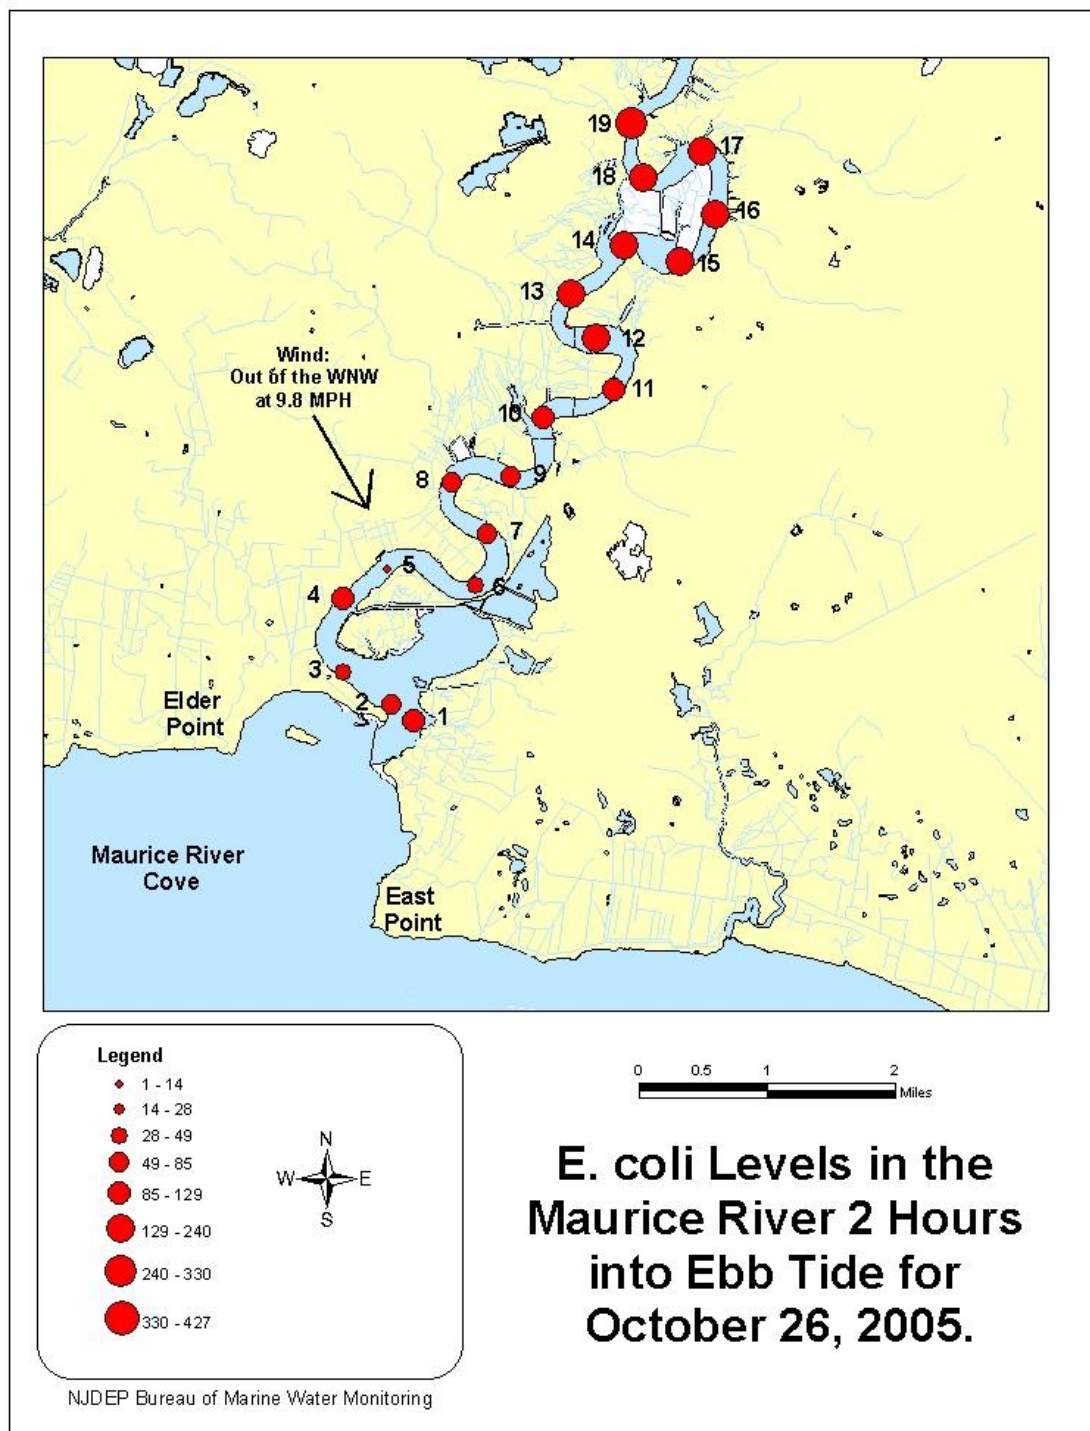 19
17
18
16
14
15
13
12
Wind:
Out of the WNW
at 9.8 MPH
11
10
9
8
7
5
6
4
3
Elder
Point
2
1
Maurice River
Cove
East
Point
Legend
1 - 14
14 - 28
28 - 49
49 - 85
85 - 129
129 - 240
240 - 330
330 - 427
N
W E
S
0 0.5 1 2
Miles
E. coli Levels in the
Maurice River 2 Hours
into Ebb Tide for
October 26, 2005.
NJDEP Bureau of Marine Water Monitoring